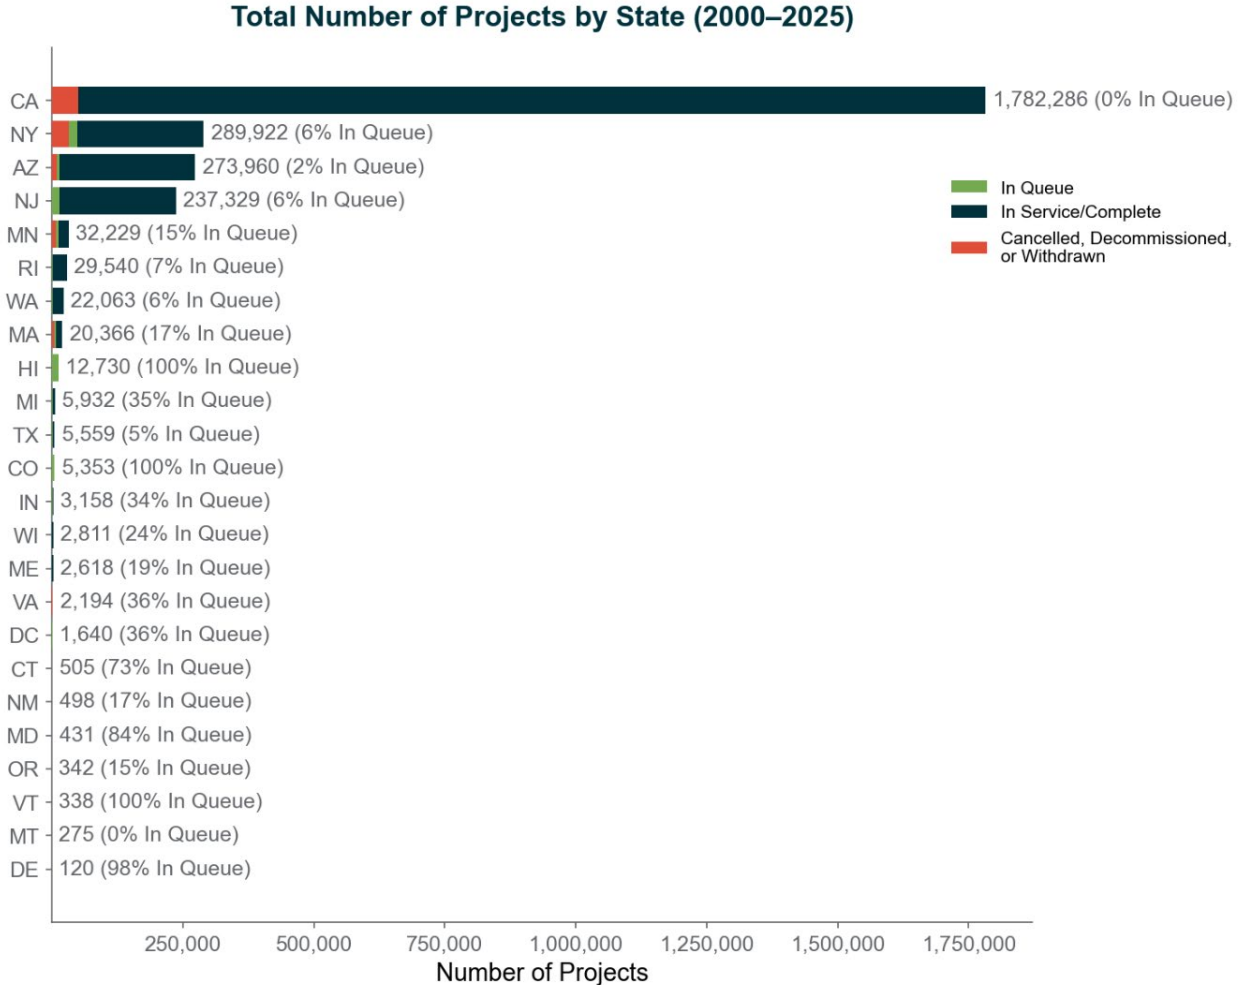 Total Number of Projects by State (2000–2025)
CA 1,782,286 (0% In Queue)
NY 289,922 (6% In Queue)
AZ 273,960 (2% In Queue)
NJ 237,329 (6% In Queue)
MN 32,229 (15% In Queue)
RI 29,540 (7% In Queue)
WA 22,063 (6% In Queue)
MA 20,366 (17% In Queue)
HI 12,730 (100% In Queue)
MI 5,932 (35% In Queue)
TX 5,559 (5% In Queue)
CO 5,353 (100% In Queue)
IN 3,158 (34% In Queue)
WI 2,811 (24% In Queue)
ME 2,618 (19% In Queue)
VA 2,194 (36% In Queue)
DC 1,640 (36% In Queue)
CT 505 (73% In Queue)
NM 498 (17% In Queue)
MD 431 (84% In Queue)
OR 342 (15% In Queue)
VT 338 (100% In Queue)
MT 275 (0% In Queue)
DE 120 (98% In Queue)
In Queue
In Service/Complete
Cancelled, Decommissioned,
or Withdrawn
250,000 500,000 750,000 1,000,000 1,250,000 1,500,000 1,750,000
Number of Projects